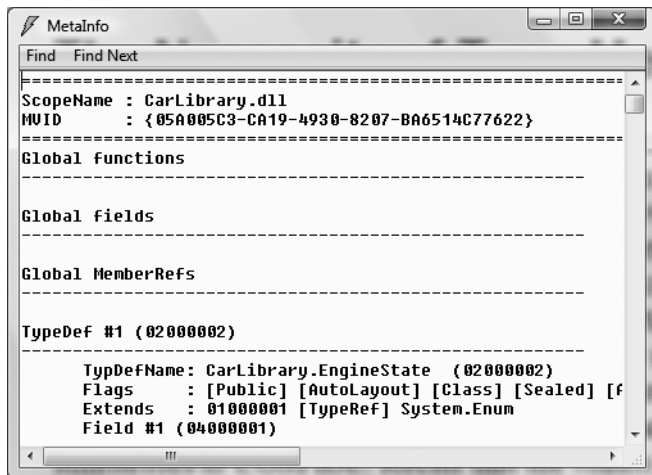 MetaInfo
Find Find Next
============================================================
ScopeName : CarLibrary.dll
MVID      : {05A005C3-CA19-4930-8207-BA6514C77622}
============================================================
Global functions
-------------------------------------------------------
Global fields
-------------------------------------------------------
Global MemberRefs
-------------------------------------------------------
TypeDef #1 (02000002)
-------------------------------------------------------
TypDefName: CarLibrary.EngineState  (02000002)
Flags     : [Public] [AutoLayout] [Class] [Sealed]
Extends   : 01000001 [TypeRef] System.Enum
Field #1 (04000001)